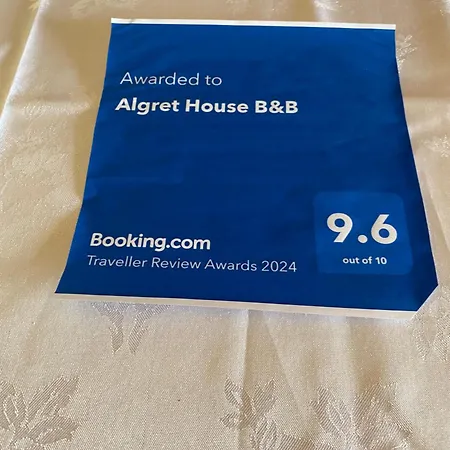 Awarded to
Algret House B&B
Booking.com
Traveller Review Awards 2024
9.6
out of 10